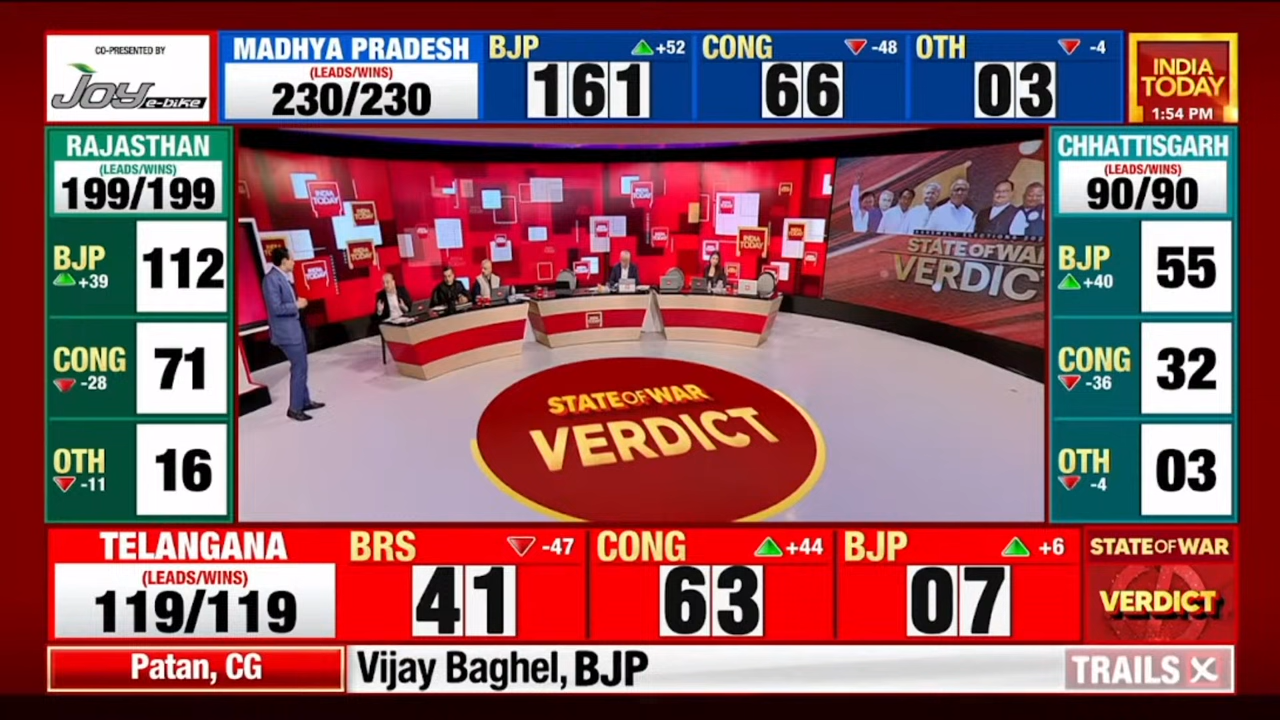 CO-PRESENTED BY
Joy e-bike
MADHYA PRADESH
(LEADS/WINS)
230/230
BJP
+52
161
CONG
-48
66
OTH
-4
03
INDIA
TODAY
1:54 PM
RAJASTHAN
(LEADS/WINS)
199/199
BJP
+39
112
CONG
-28
71
OTH
-11
16
INDIA
TODAY
STATE OF WAR
VERDICT
STATE OF WAR
VERDICT
CHHATTISGARH
(LEADS/WINS)
90/90
BJP
+40
55
CONG
-36
32
OTH
-4
03
TELANGANA
(LEADS/WINS)
119/119
BRS
-47
41
CONG
+44
63
BJP
+6
07
STATE OF WAR
VERDICT
Patan, CG
Vijay Baghel, BJP
TRAILS X